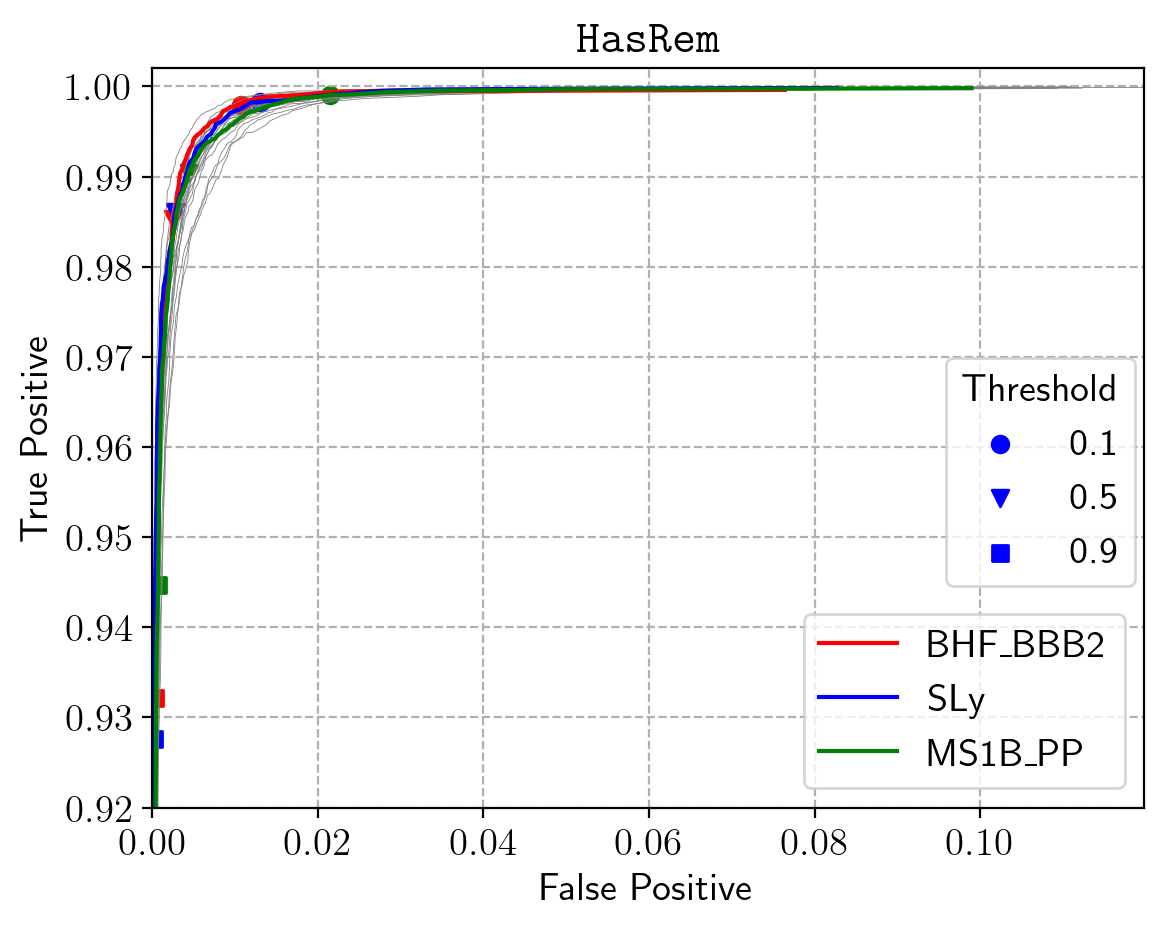 HasRem
1.00
0.99
0.98
0.97
0.96
0.95
0.94
0.93
0.92
True Positive
0.00 0.02 0.04 0.06 0.08 0.10
False Positive
Threshold
0.1
0.5
0.9
BHF_BBB2
SLy
MS1B_PP